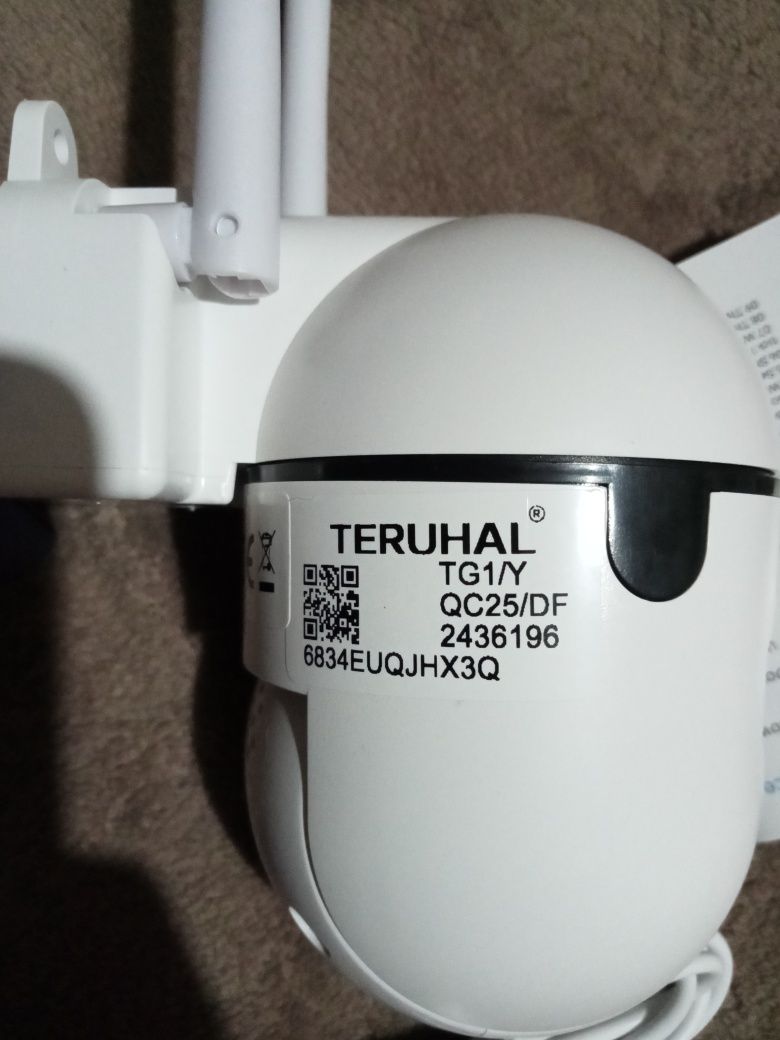 TERUHAL®
TG1/Y
QC25/DF
2436196
6834EUQJHX3Q